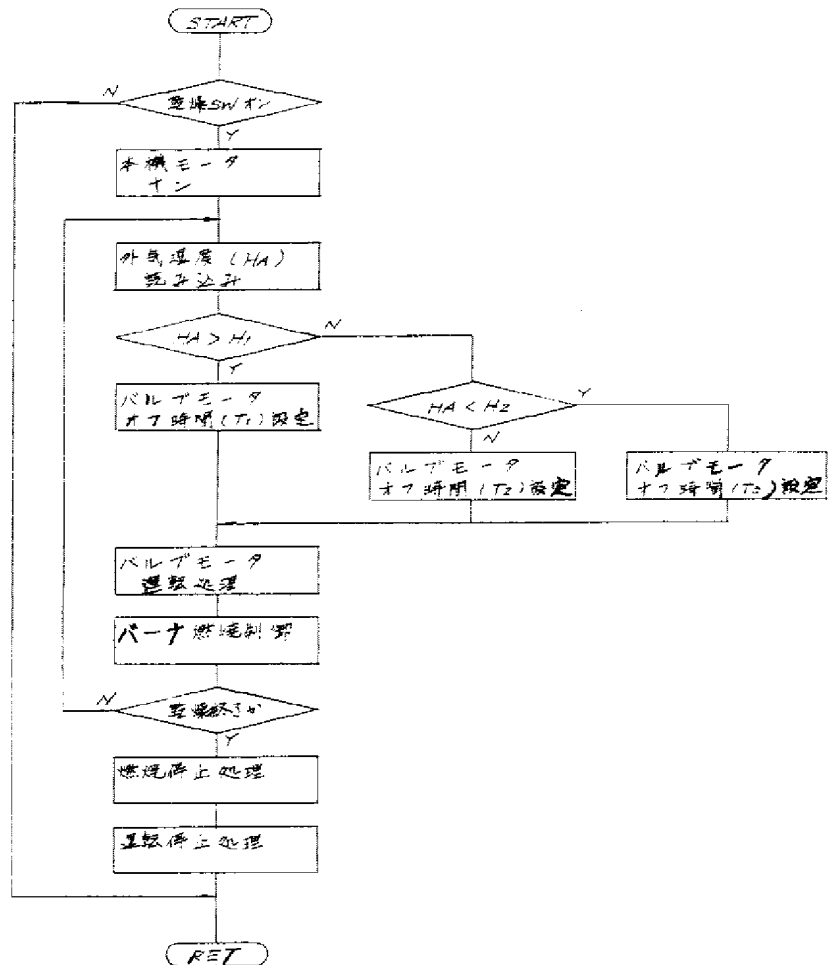 START
乾燥SWオン
N
Y
本機モータ
オン
外気湿度(HA)
読み込み
HA>H1
N
Y
バルブモータ
オフ時間(T1)設定
HA<H2
Y
N
バルブモータ
オフ時間(T2)設定
バルブモータ
オフ時間(T3)設定
バルブモータ
運転処理
バーナ燃焼制御
乾燥終了か
N
Y
燃焼停止処理
運転停止処理
RET